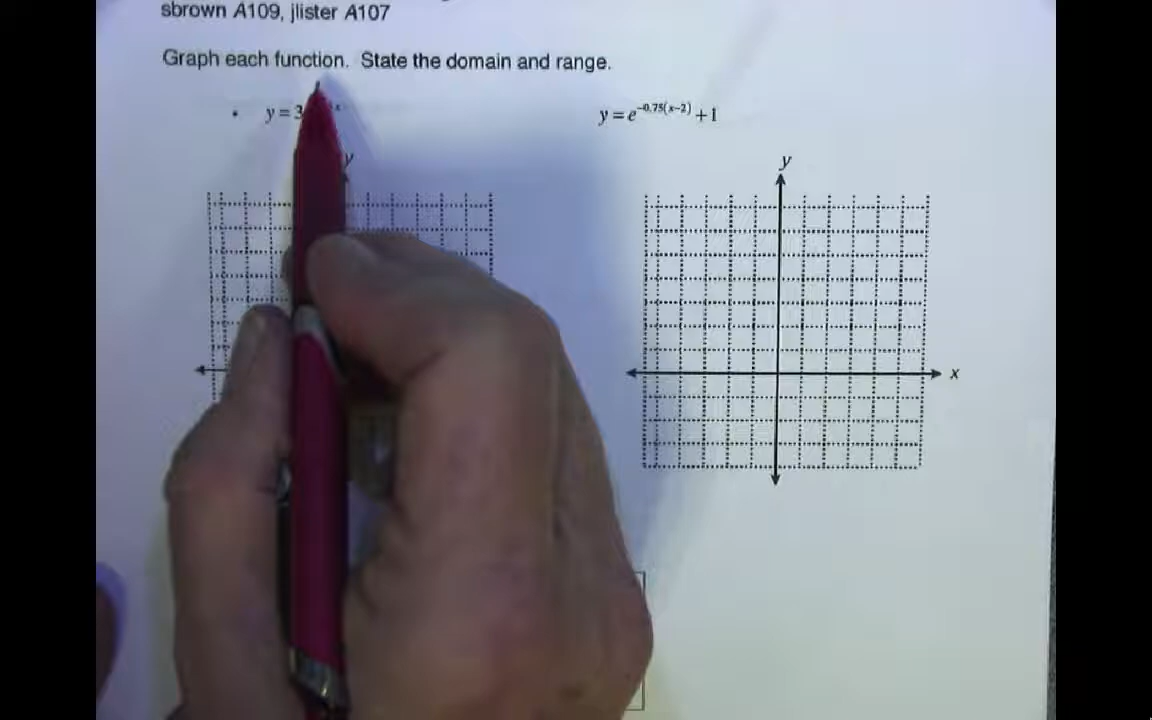 sbrown A109, jlister A107
Graph each function. State the domain and range.
• y = 3 x
y = e^{-0.75(x-2)} + 1
y
y
x